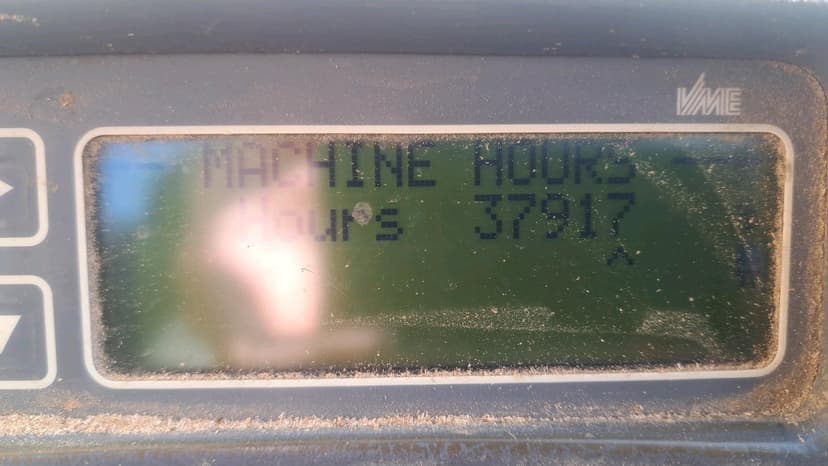 VME
-- MACHINE HOURS --
Hours 37917
^